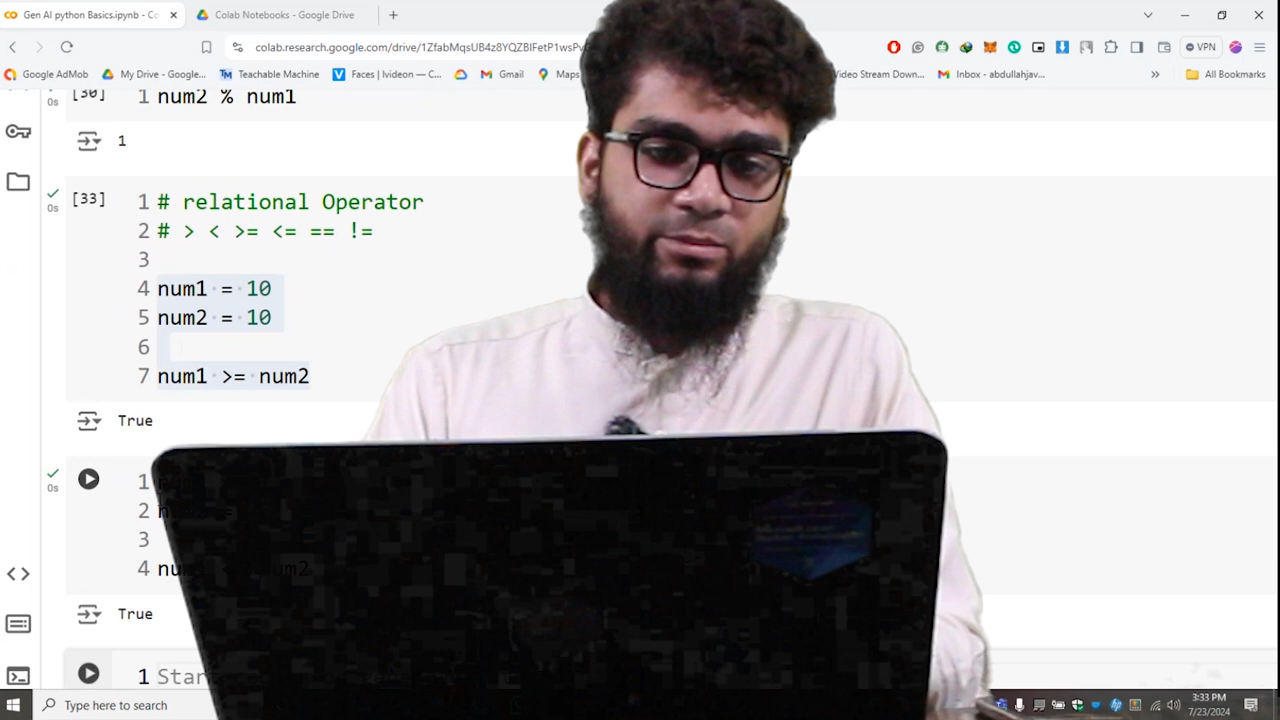 Gen AI python Basics.ipynb - Co
Colab Notebooks - Google Drive
colab.research.google.com/drive/1ZfabMqsUB4z8YQZBIFetP1wsPv
VPN
Google AdMob
My Drive - Google...
Teachable Machine
Faces | Ivideon — C...
Gmail
Maps
Video Stream Down...
Inbox - abdullahjav...
All Bookmarks
[30] 1 num2 % num1
0s
1
[33] 1 # relational Operator
0s
2 # > < >= <= == !=
3
4 num1 = 10
5 num2 = 10
6
7 num1 >= num2
True
1
0s
2
3
4
True
1 Star
Type here to search
3:33 PM
7/23/2024